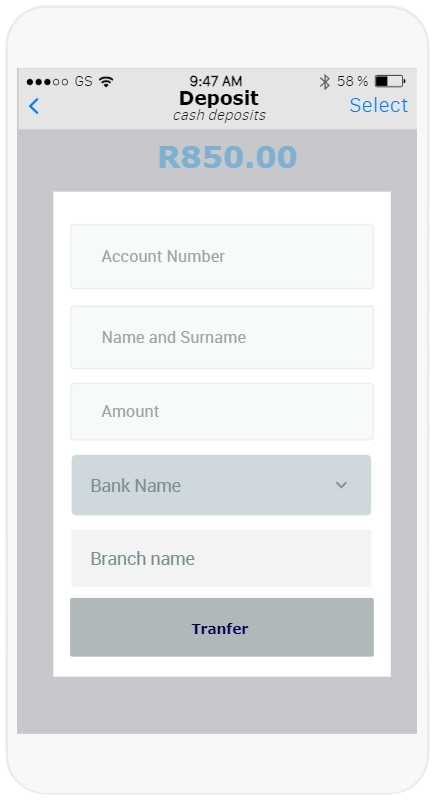 GS 9:47 AM 58 %
Deposit
cash deposits
Select
R850.00
Account Number
Name and Surname
Amount
Bank Name
Branch name
Tranfer